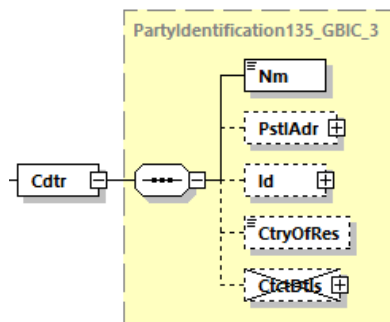 PartyIdentification135_GBIC_3
Nm
PstlAdr
Cdtr
Id
CtryOfRes
CtctDtls